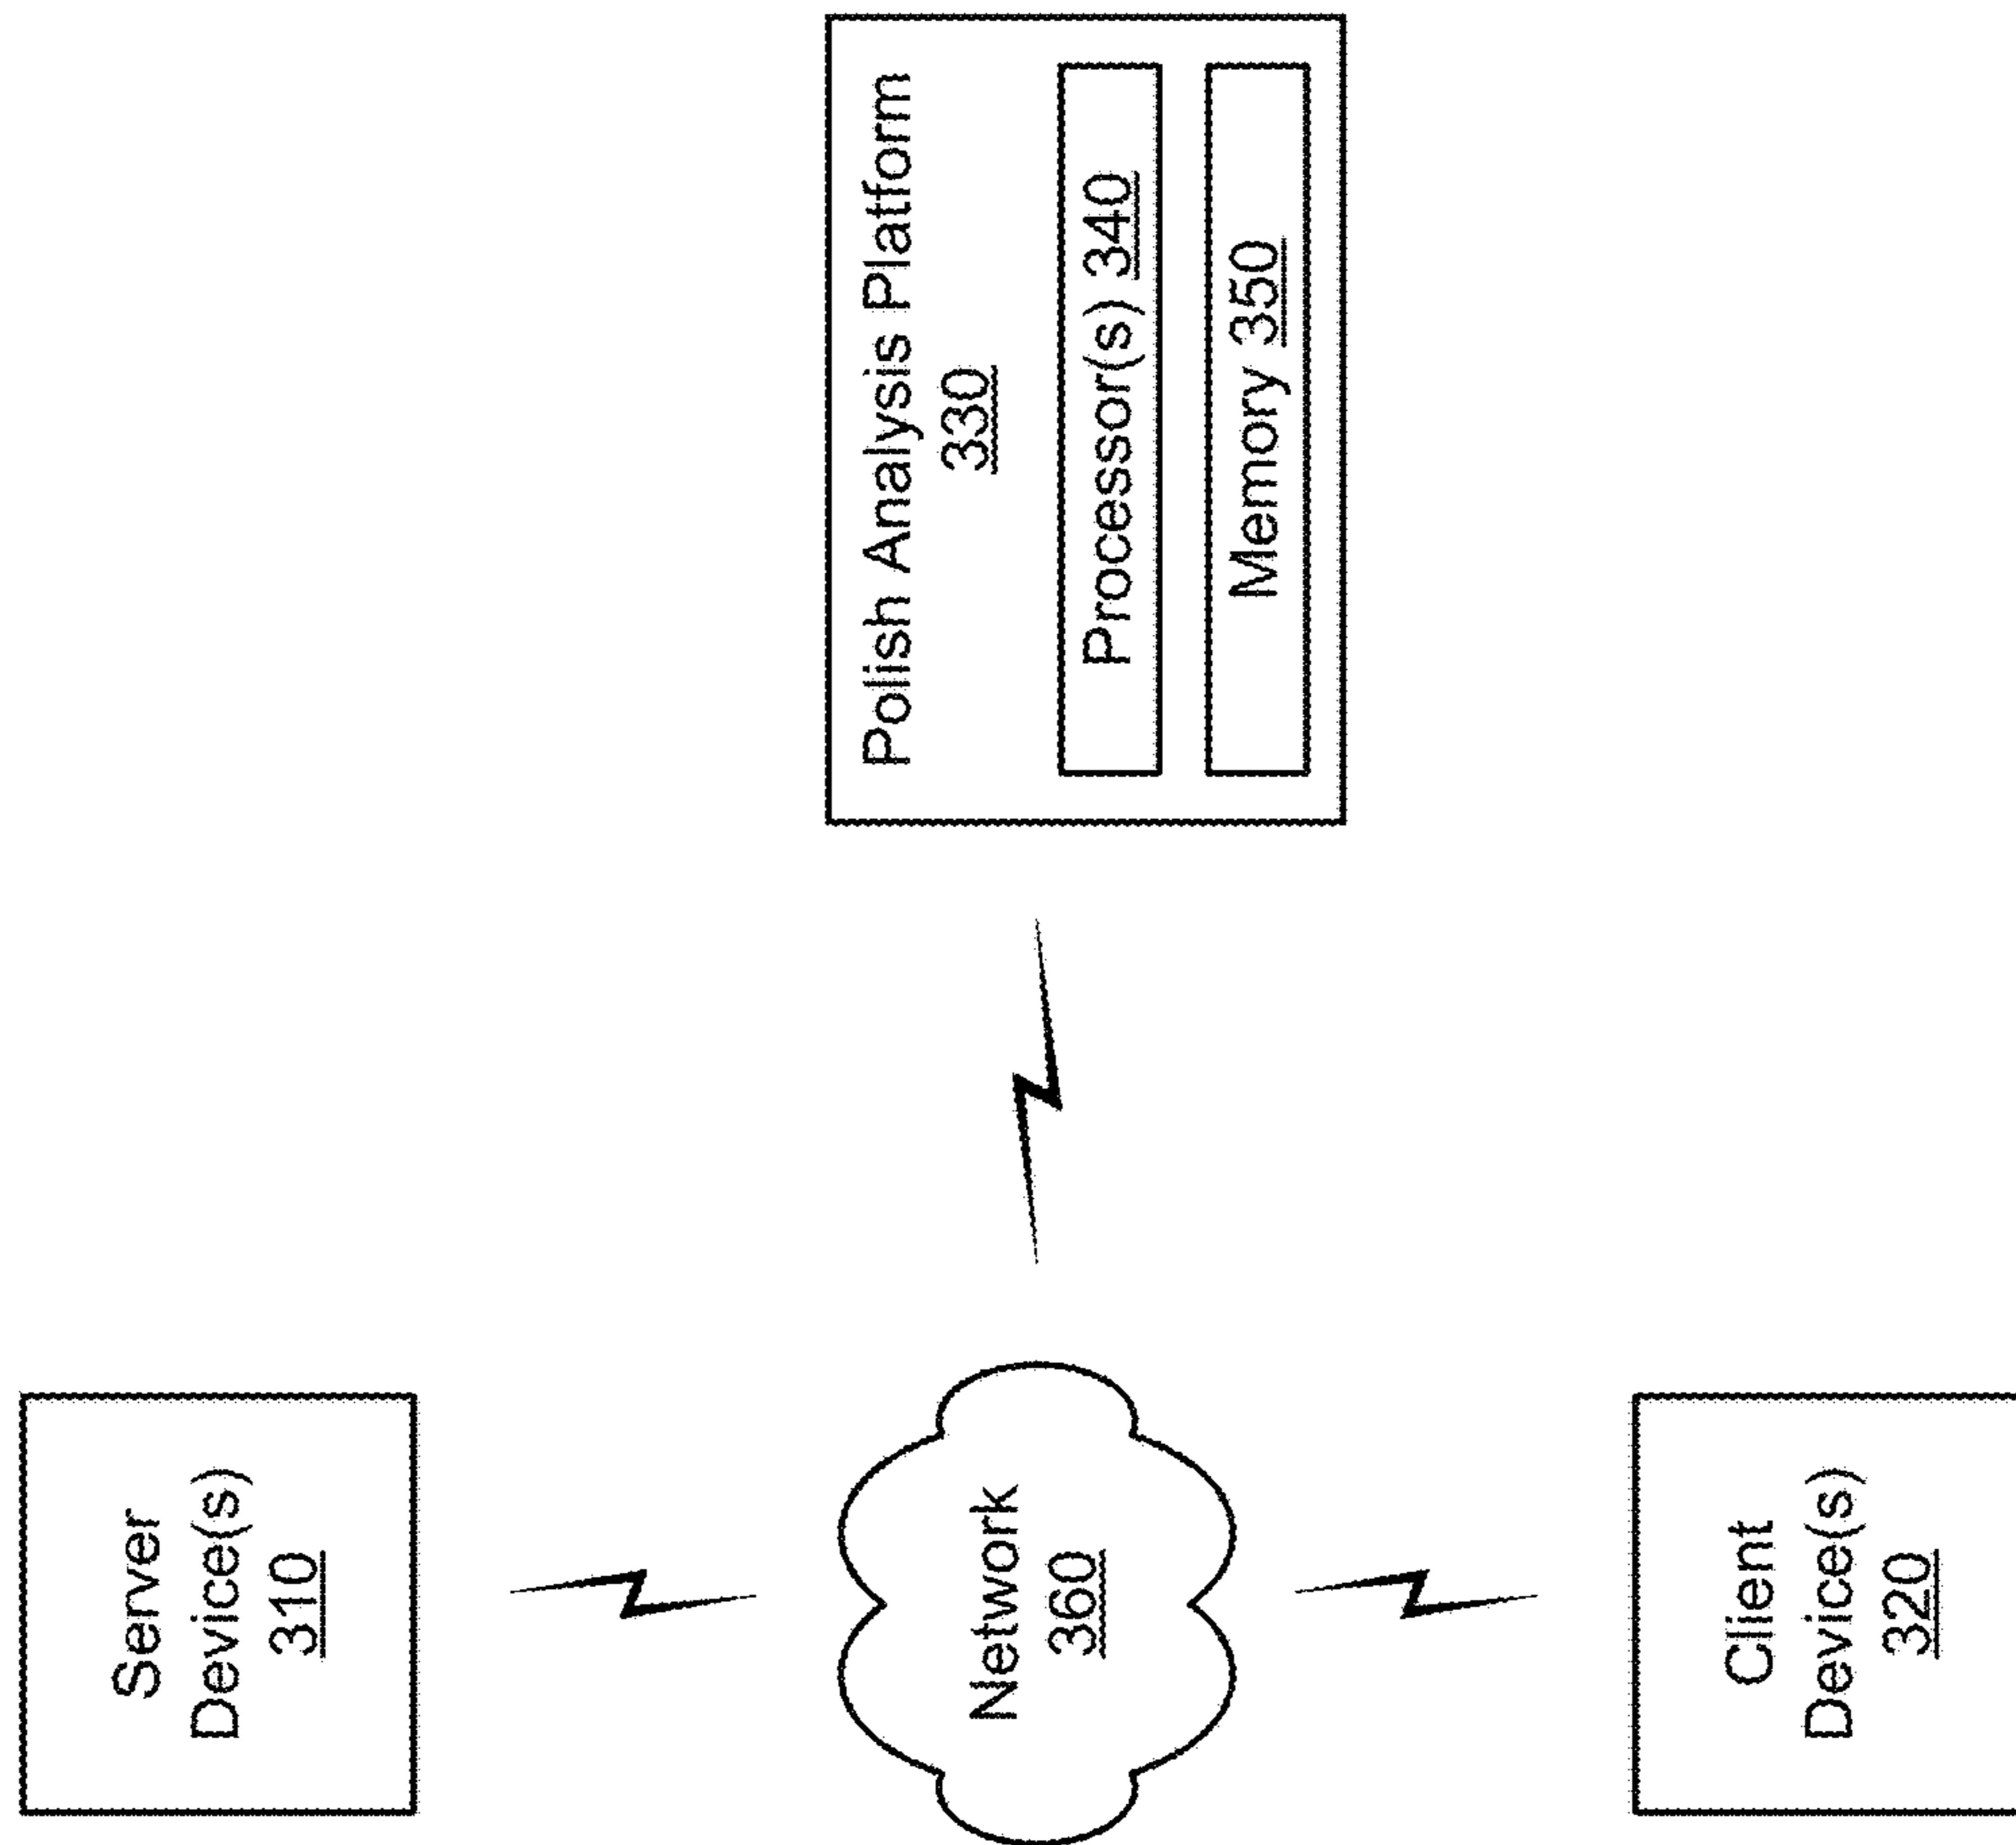 Server
Device(s)
310
Network
360
Client
Device(s)
320
Polish Analysis Platform
330
Processor(s) 340
Memory 350